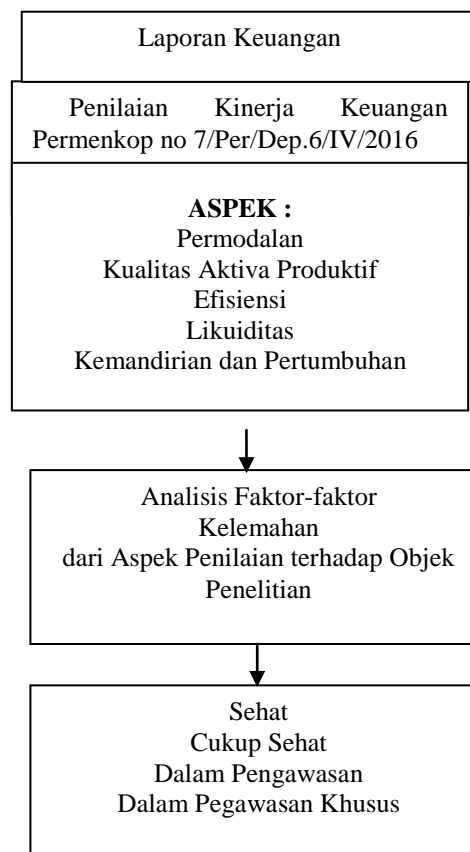 Laporan Keuangan
Penilaian Kinerja Keuangan
Permenkop no 7/Per/Dep.6/IV/2016
ASPEK :
Permodalan
Kualitas Aktiva Produktif
Efisiensi
Likuiditas
Kemandirian dan Pertumbuhan
Analisis Faktor-faktor
Kelemahan
dari Aspek Penilaian terhadap Objek
Penelitian
Sehat
Cukup Sehat
Dalam Pengawasan
Dalam Pegawasan Khusus